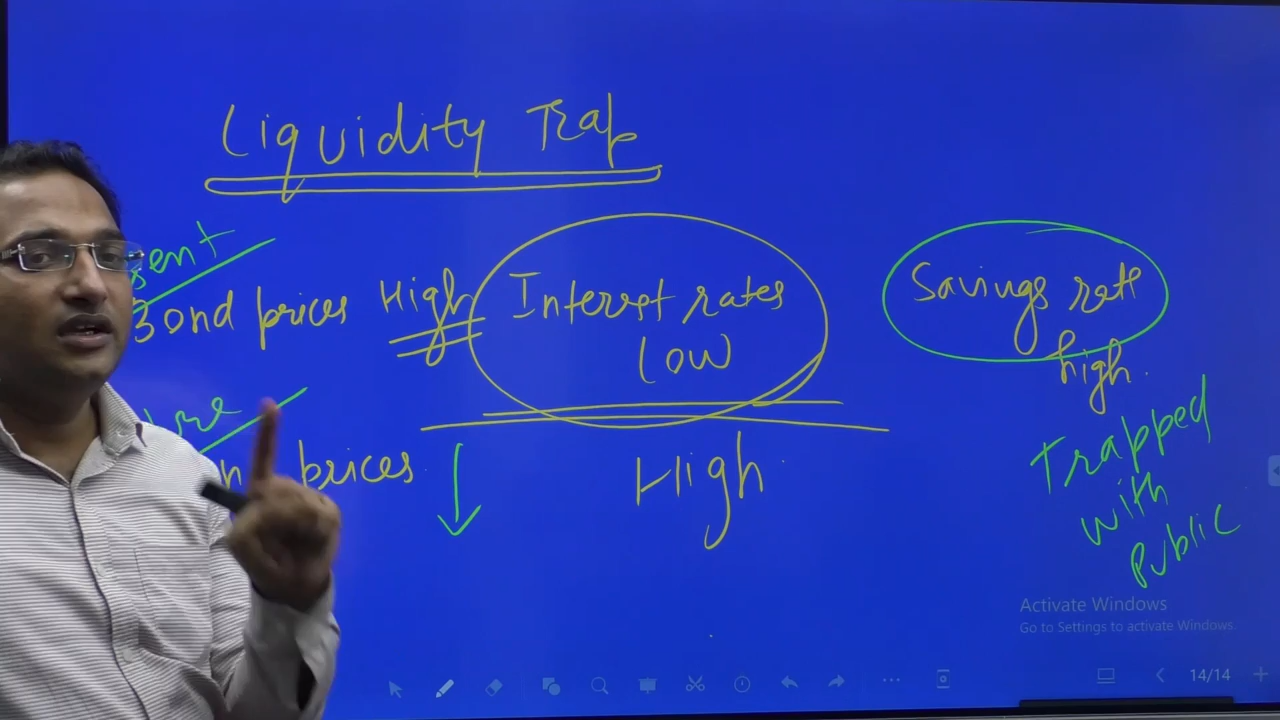 Liquidity Trap
Bond prices High
Interest rates
Low
Savings rate
high.
Trapped
with
Public
prices
High
Activate Windows
Go to Settings to activate Windows.
14/14